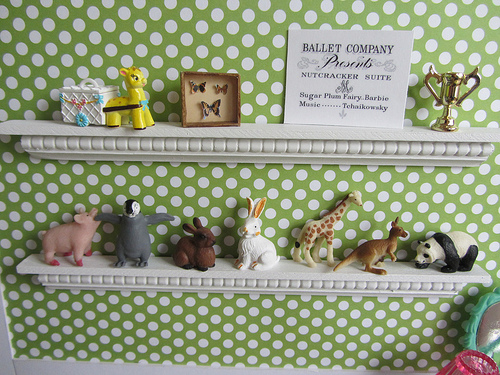 BALLET COMPANY
Presents
NUTCRACKER SUITE
Sugar Plum Fairy..Barbie
Music.......Tchaikowsky